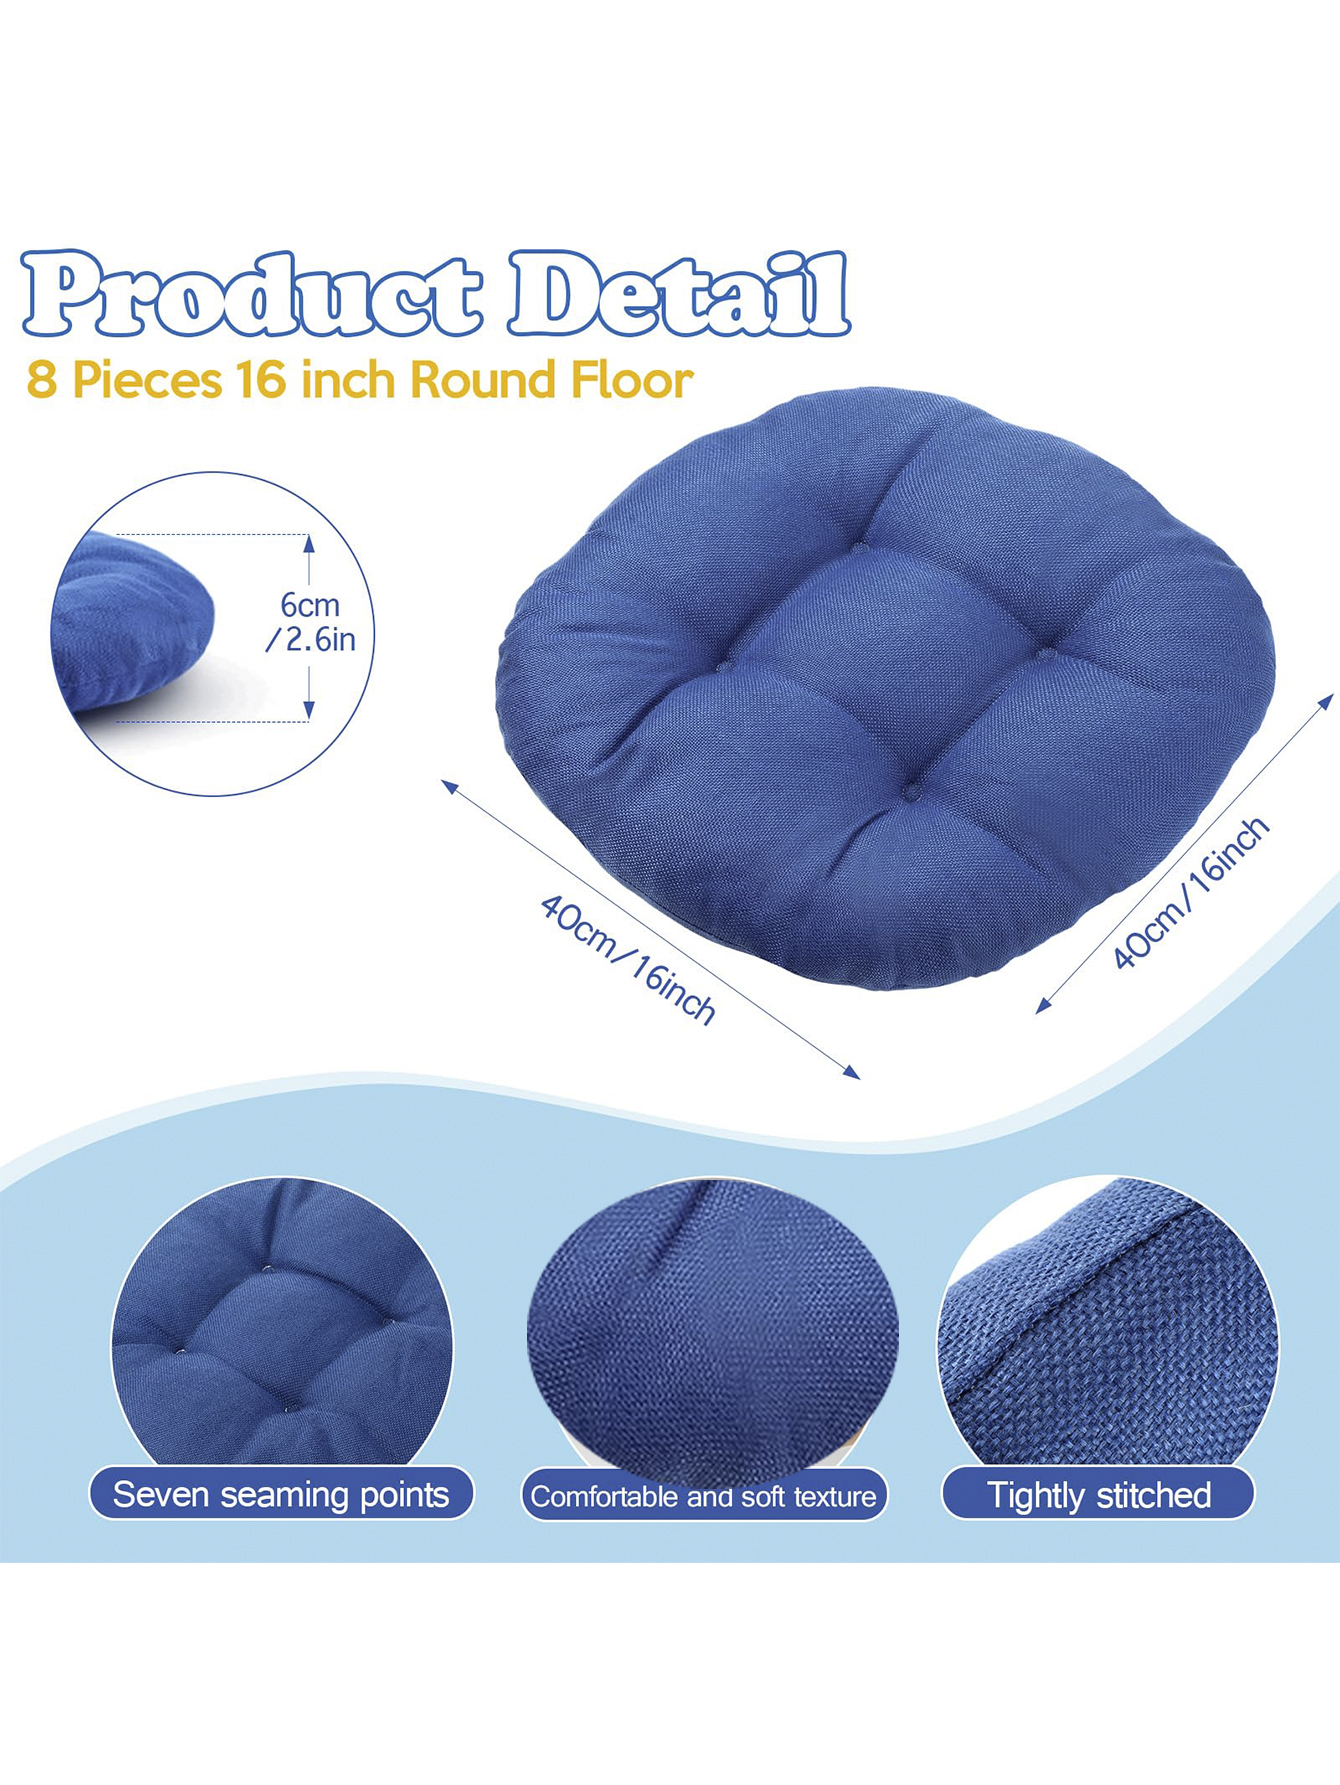 Product Detail
8 Pieces 16 inch Round Floor
6cm
/2.6in
40cm/16inch
40cm/16inch
Seven seaming points
Comfortable and soft texture
Tightly stitched